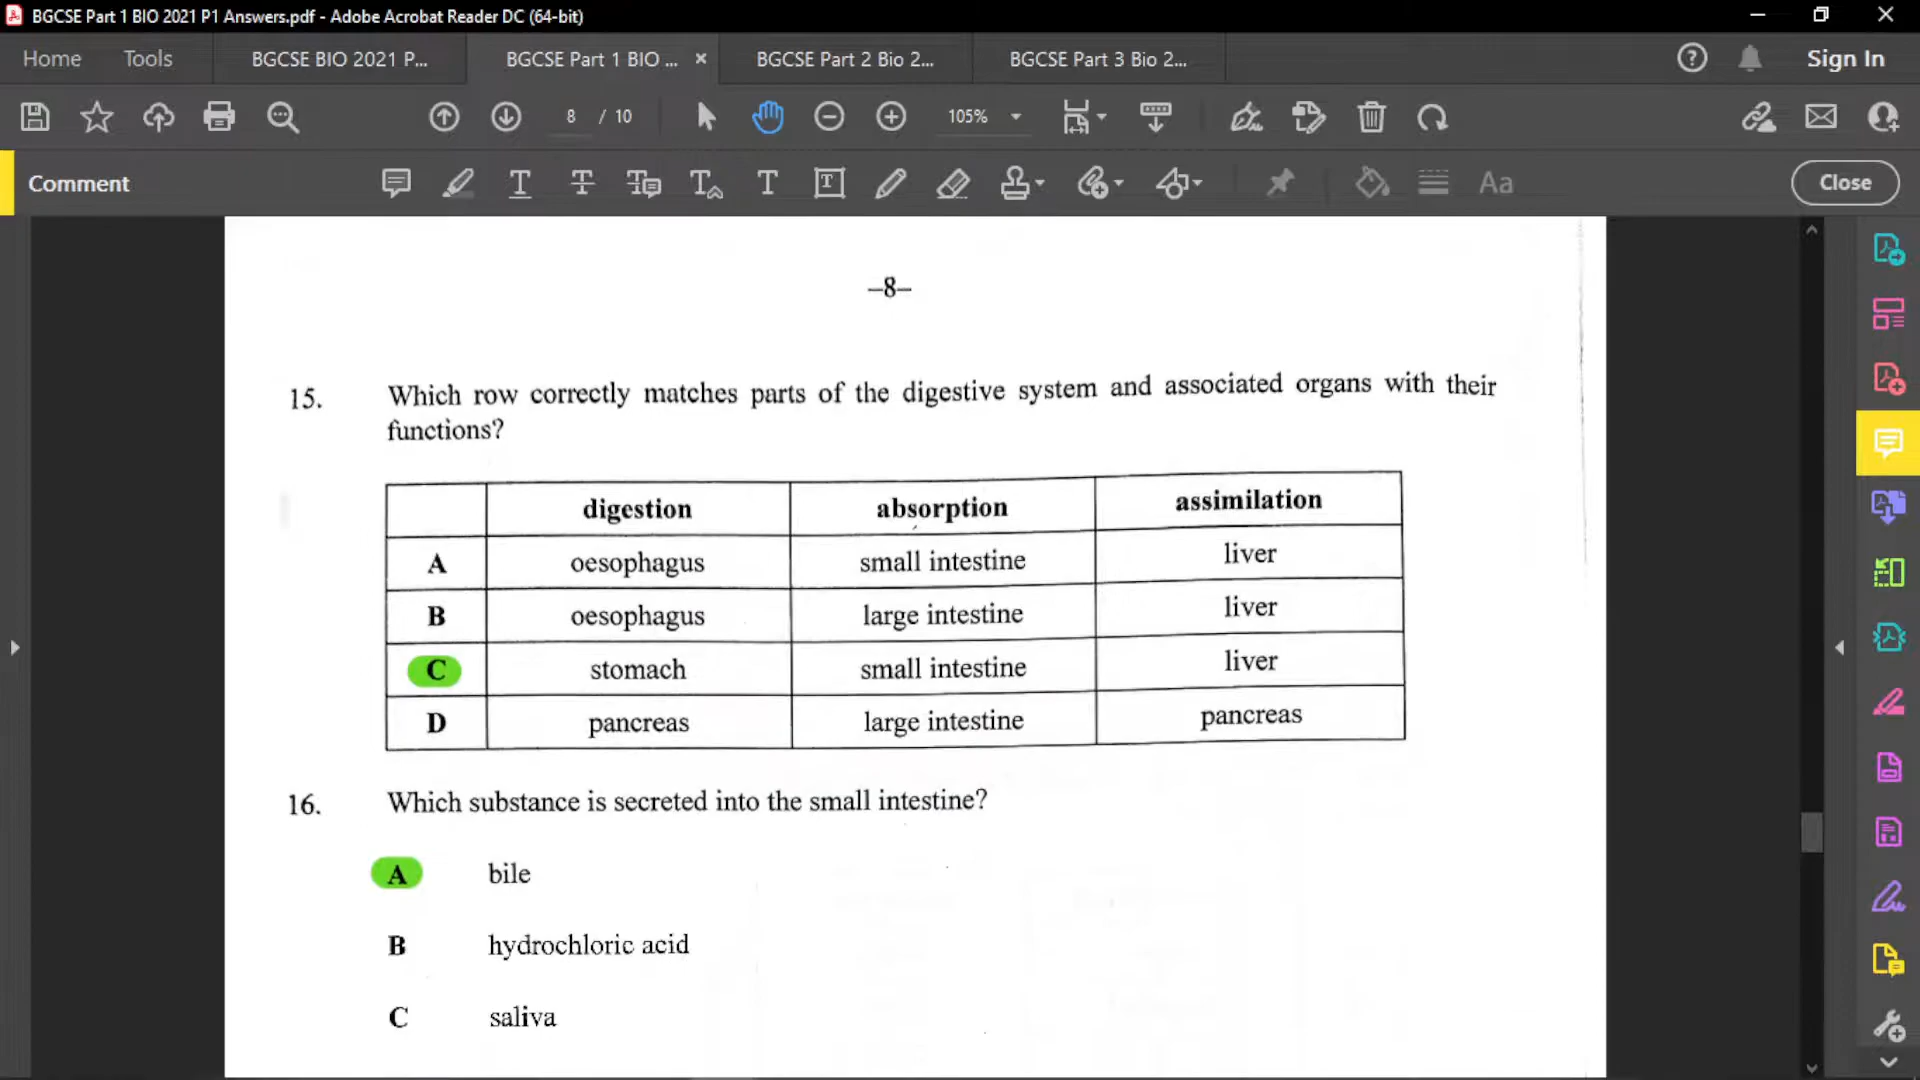 BGCSE Part 1 BIO 2021 P1 Answers.pdf - Adobe Acrobat Reader DC (64-bit)
Home Tools BGCSE BIO 2021 P... BGCSE Part 1 BIO ... × BGCSE Part 2 Bio 2... BGCSE Part 3 Bio 2... Sign In
8 / 10 105%
Comment Aa Close
–8–
15. Which row correctly matches parts of the digestive system and associated organs with their
functions?
digestion absorption assimilation
A oesophagus small intestine liver
B oesophagus large intestine liver
C stomach small intestine liver
D pancreas large intestine pancreas
16. Which substance is secreted into the small intestine?
A bile
B hydrochloric acid
C saliva